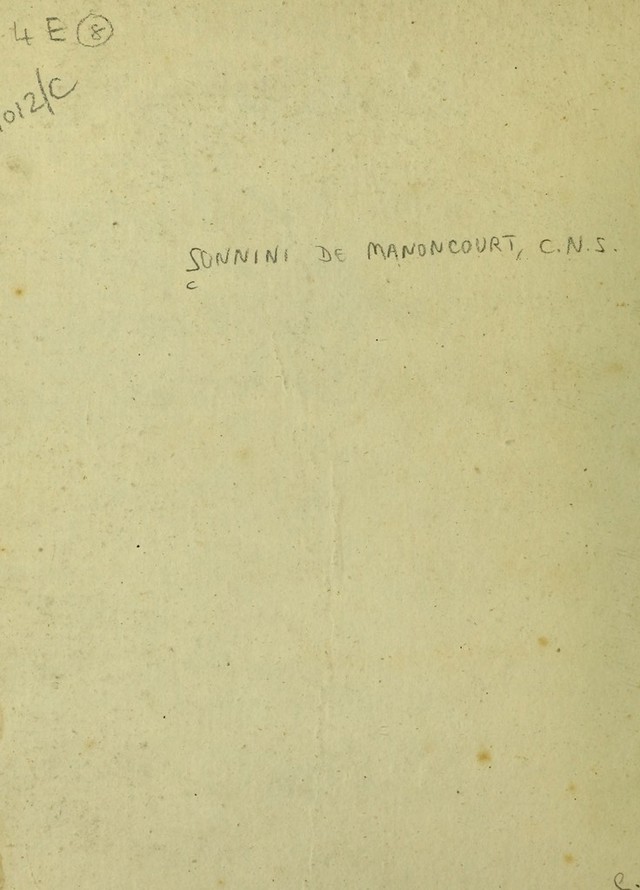 4 E 8
012/C
SONNINI DE MANONCOURT, C.N.S.
c